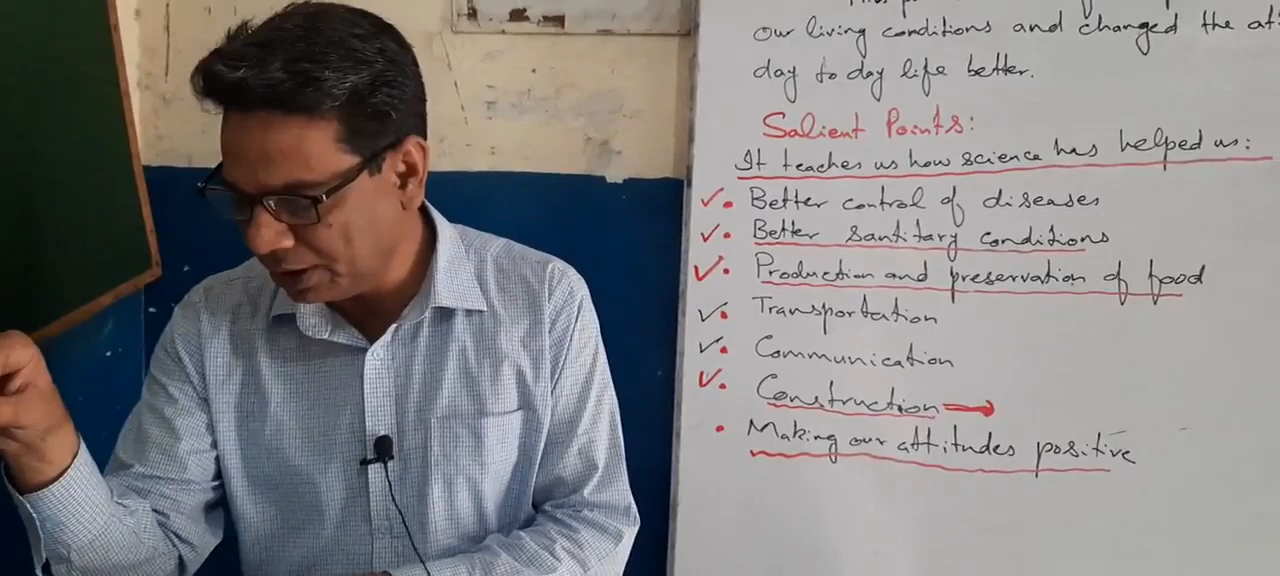 our living conditions and changed the
day to day life better.
Salient Points:
It teaches us how science has helped us:
Better control of diseases
Better santitary conditions
Production and preservation of food
Transportation
Communication
Construction →
Making our attitudes positive